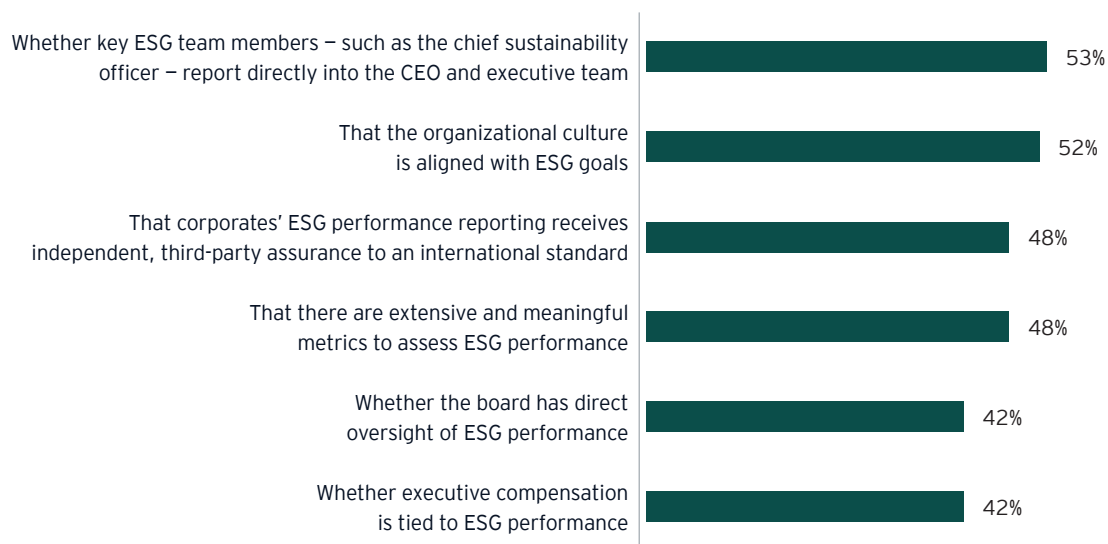 Whether key ESG team members – such as the chief sustainability
officer – report directly into the CEO and executive team
53%
That the organizational culture
is aligned with ESG goals
52%
That corporates’ ESG performance reporting receives
independent, third-party assurance to an international standard
48%
That there are extensive and meaningful
metrics to assess ESG performance
48%
Whether the board has direct
oversight of ESG performance
42%
Whether executive compensation
is tied to ESG performance
42%